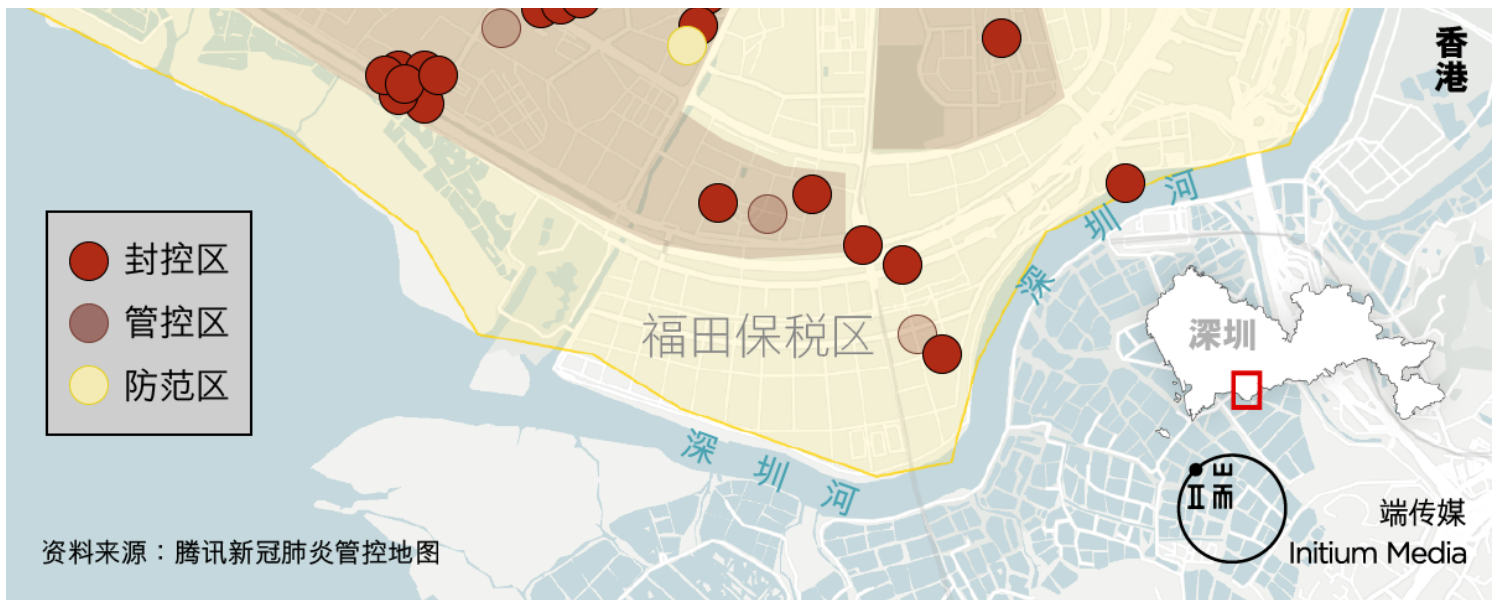 香港
深圳河
封控区
管控区
防范区
福田保税区
深圳
深圳河
端
端传媒
Initium Media
资料来源：腾讯新冠肺炎管控地图